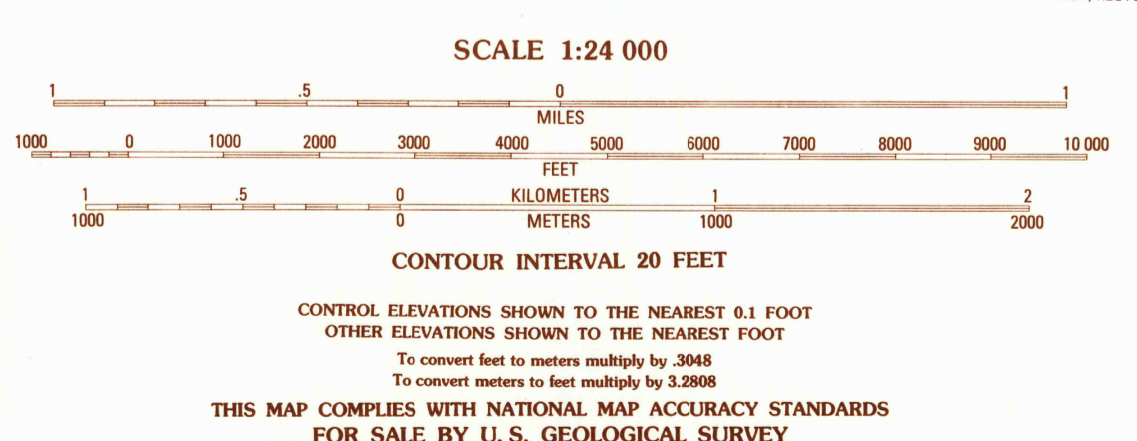 SCALE 1:24 000
1 .5 0 1
MILES
1000 0 1000 2000 3000 4000 5000 6000 7000 8000 9000 10 000
FEET
1 .5 0 KILOMETERS 1 2
1000 0 METERS 1000 2000
CONTOUR INTERVAL 20 FEET
CONTROL ELEVATIONS SHOWN TO THE NEAREST 0.1 FOOT
OTHER ELEVATIONS SHOWN TO THE NEAREST FOOT
To convert feet to meters multiply by .3048
To convert meters to feet multiply by 3.2808
THIS MAP COMPLIES WITH NATIONAL MAP ACCURACY STANDARDS
FOR SALE BY U. S. GEOLOGICAL SURVEY